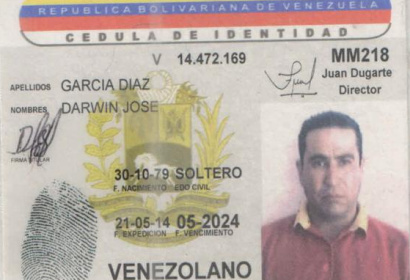 REPUBLICA BOLIVARIANA DE VENEZUELA
CEDULA DE IDENTIDAD
V 14.472.169
MM218
Juan Dugarte
Director
APELLIDOS GARCIA DIAZ
NOMBRES DARWIN JOSE
FIRMA TITULAR
30-10-79 SOLTERO
F. NACIMIENTO EDO CIVIL
21-05-14 05-2024
F. EXPEDICION F. VENCIMIENTO
VENEZOLANO